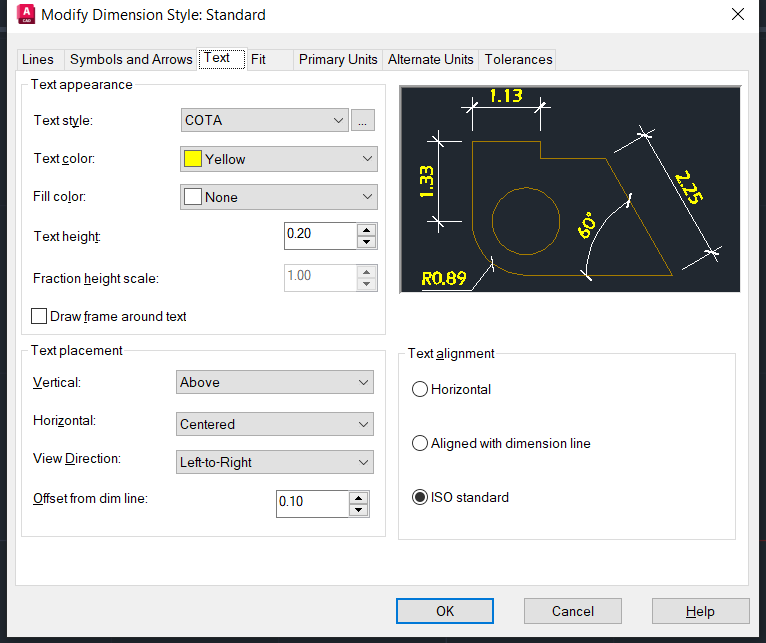 A
CAD
Modify Dimension Style: Standard
Lines
Symbols and Arrows
Text
Fit
Primary Units
Alternate Units
Tolerances
Text appearance
Text style:
COTA
...
Text color:
Yellow
Fill color:
None
Text height:
0.20
Fraction height scale:
1.00
Draw frame around text
1.13
1.33
2.25
60°
R0.89
Text placement
Vertical:
Above
Horizontal:
Centered
View Direction:
Left-to-Right
Offset from dim line:
0.10
Text alignment
Horizontal
Aligned with dimension line
ISO standard
OK
Cancel
Help